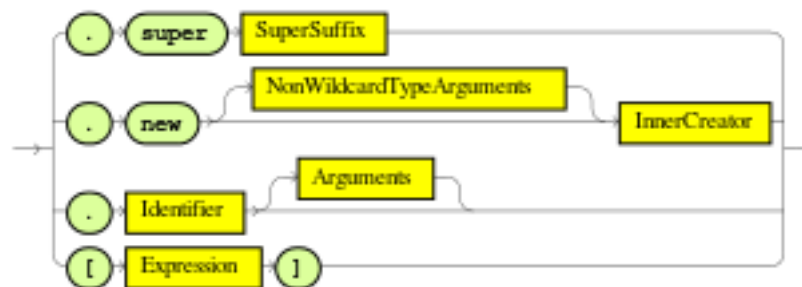 . super SuperSuffix
NonWildcardTypeArguments
. new InnerCreator
Arguments
. Identifier
[ Expression ]